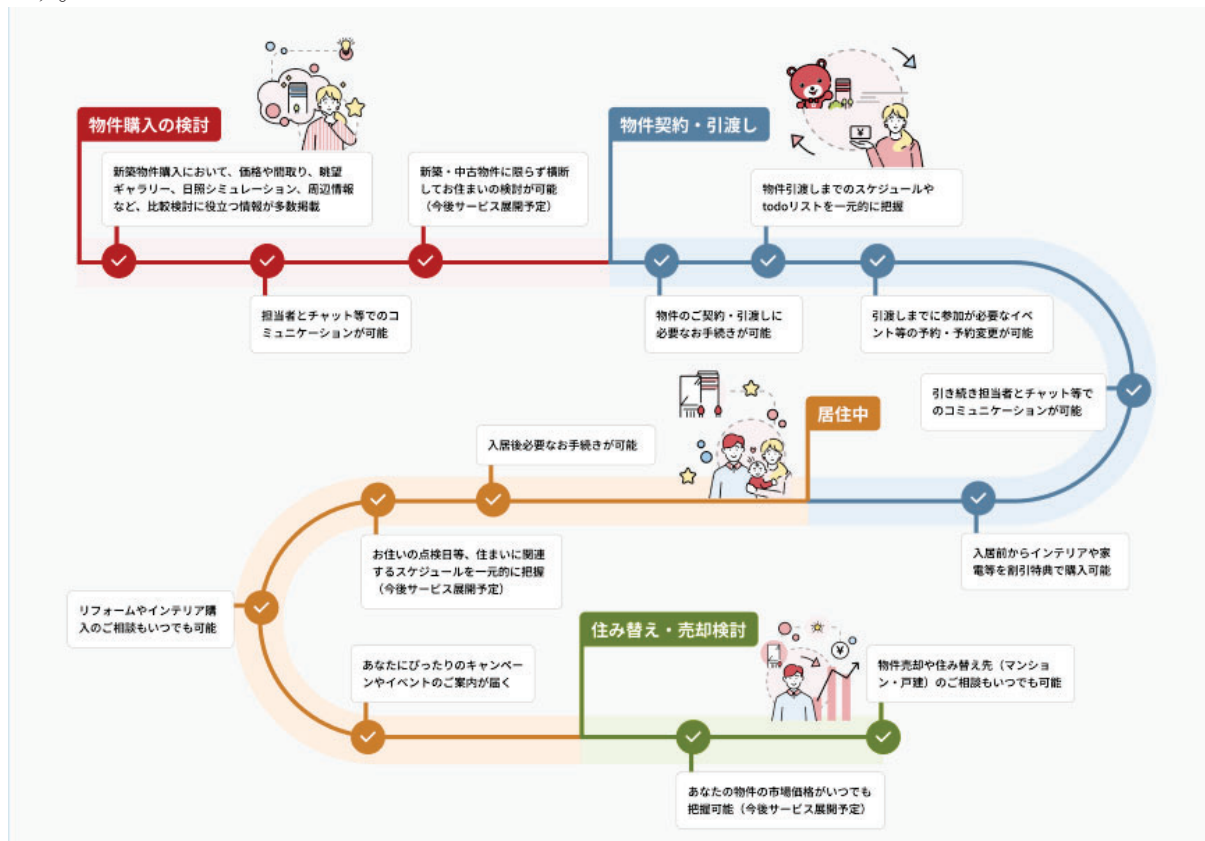 物件購入の検討
新築物件購入において、価格や間取り、眺望
ギャラリー、日照シミュレーション、周辺情報
など、比較検討に役立つ情報が多数掲載
新築・中古物件に限らず横断
してお住まいの検討が可能
（今後サービス展開予定）
担当者とチャット等でのコ
ミュニケーションが可能
物件契約・引渡し
¥
物件引渡しまでのスケジュールや
todoリストを一元的に把握
物件のご契約・引渡しに
必要なお手続きが可能
引渡しまでに参加が必要なイベ
ント等の予約・予約変更が可能
引き続き担当者とチャット等で
のコミュニケーションが可能
入居前からインテリアや家
電等を割引特典で購入可能
居住中
入居後必要なお手続きが可能
お住いの点検日等、住まいに関連
するスケジュールを一元的に把握
（今後サービス展開予定）
リフォームやインテリア購
入のご相談もいつでも可能
あなたにぴったりのキャンペー
ンやイベントのご案内が届く
住み替え・売却検討
¥
あなたの物件の市場価格がいつでも
把握可能（今後サービス展開予定）
物件売却や住み替え先（マンショ
ン・戸建）のご相談もいつでも可能